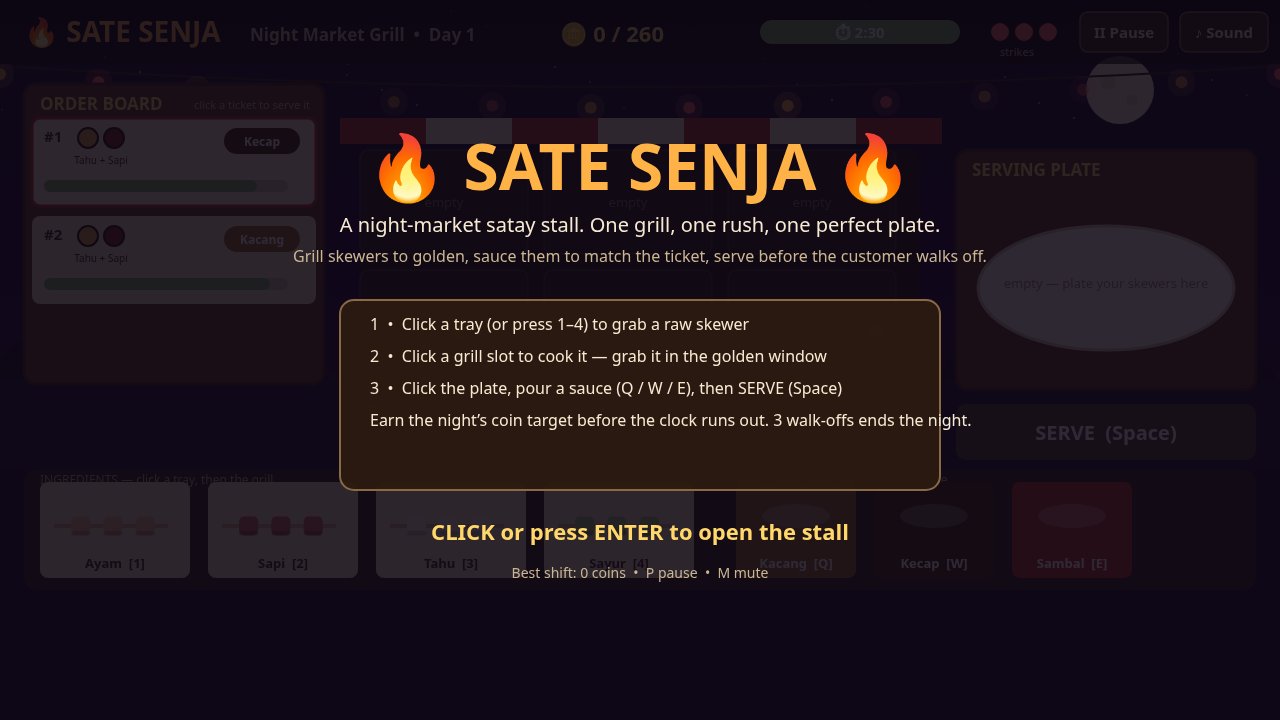 🔥 SATE SENJA
Night Market Grill • Day 1
0 / 260
⏱ 2:30
strikes
II Pause
♪ Sound
ORDER BOARD
click a ticket to serve it
#1
Kecap
Tahu + Sapi
#2
Kacang
Tahu + Sapi
empty
empty
empty
SERVING PLATE
empty — plate your skewers here
🔥 SATE SENJA 🔥
A night-market satay stall. One grill, one rush, one perfect plate.
Grill skewers to golden, sauce them to match the ticket, serve before the customer walks off.
1 • Click a tray (or press 1–4) to grab a raw skewer
2 • Click a grill slot to cook it — grab it in the golden window
3 • Click the plate, pour a sauce (Q / W / E), then SERVE (Space)
Earn the night’s coin target before the clock runs out. 3 walk-offs ends the night.
SERVE (Space)
INGREDIENTS — click a tray, then the grill
Ayam [1]
Sapi [2]
Tahu [3]
Sayur [4]
Kacang [Q]
Kecap [W]
Sambal [E]
CLICK or press ENTER to open the stall
Best shift: 0 coins • P pause • M mute